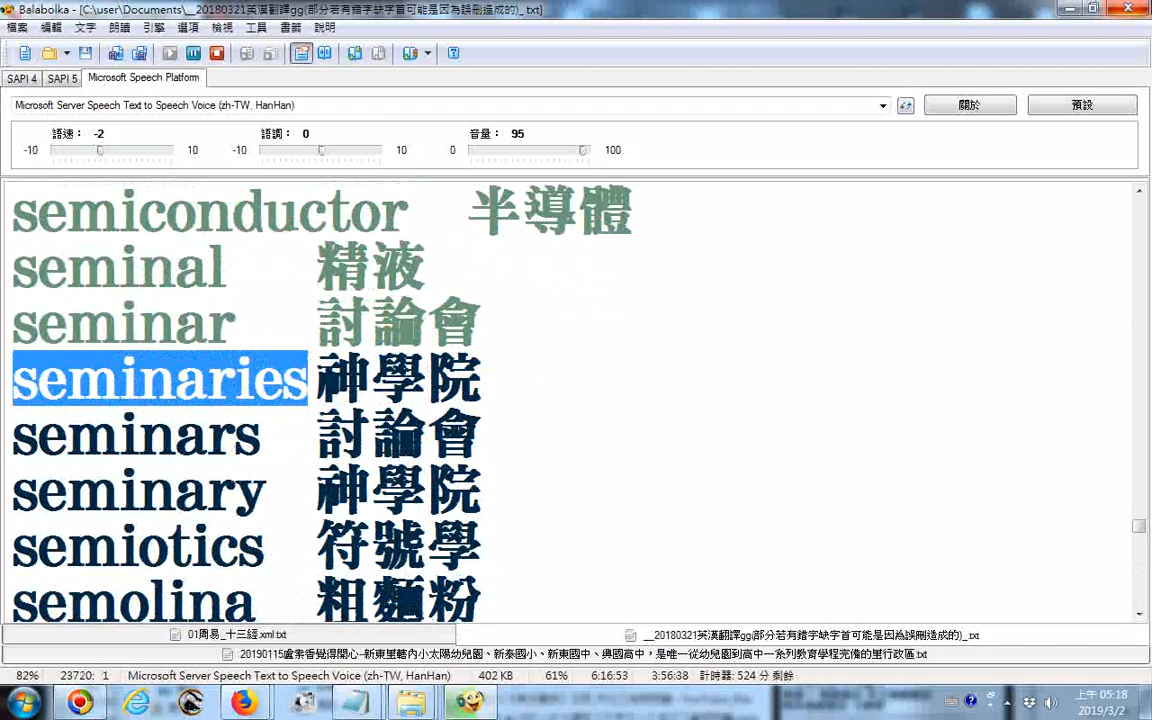 Balabolka - [C:\user\Documents\__20180321英漢翻譯gg(部分若有錯字缺字首可能是因為誤刪造成的)_.txt]
檔案 編輯 文字 朗讀 引擎 選項 檢視 工具 書籤 說明
SAPI 4 SAPI 5 Microsoft Speech Platform
Microsoft Server Speech Text to Speech Voice (zh-TW, HanHan) 關於 預設
語速： -2 語調： 0 音量： 95
-10 10 -10 10 0 100
semiconductor 半導體
seminal 精液
seminar 討論會
seminaries 神學院
seminars 討論會
seminary 神學院
semiotics 符號學
semolina 粗麵粉
01周易_十三經.xml.txt __20180321英漢翻譯gg(部分若有錯字缺字首可能是因為誤刪造成的)_.txt
20190115盧素香覺得開心-新東里轄內小太陽幼兒園、新泰國小、新東國中、興國高中，是唯一從幼兒園到高中一系列教育學程完備的里行政區.txt
82% 23720: 1 Microsoft Server Speech Text to Speech Voice (zh-TW, HanHan) 402 KB 61% 6:16:53 3:56:38 計時器: 524 分 剩餘
上午 05:18
2019/3/2